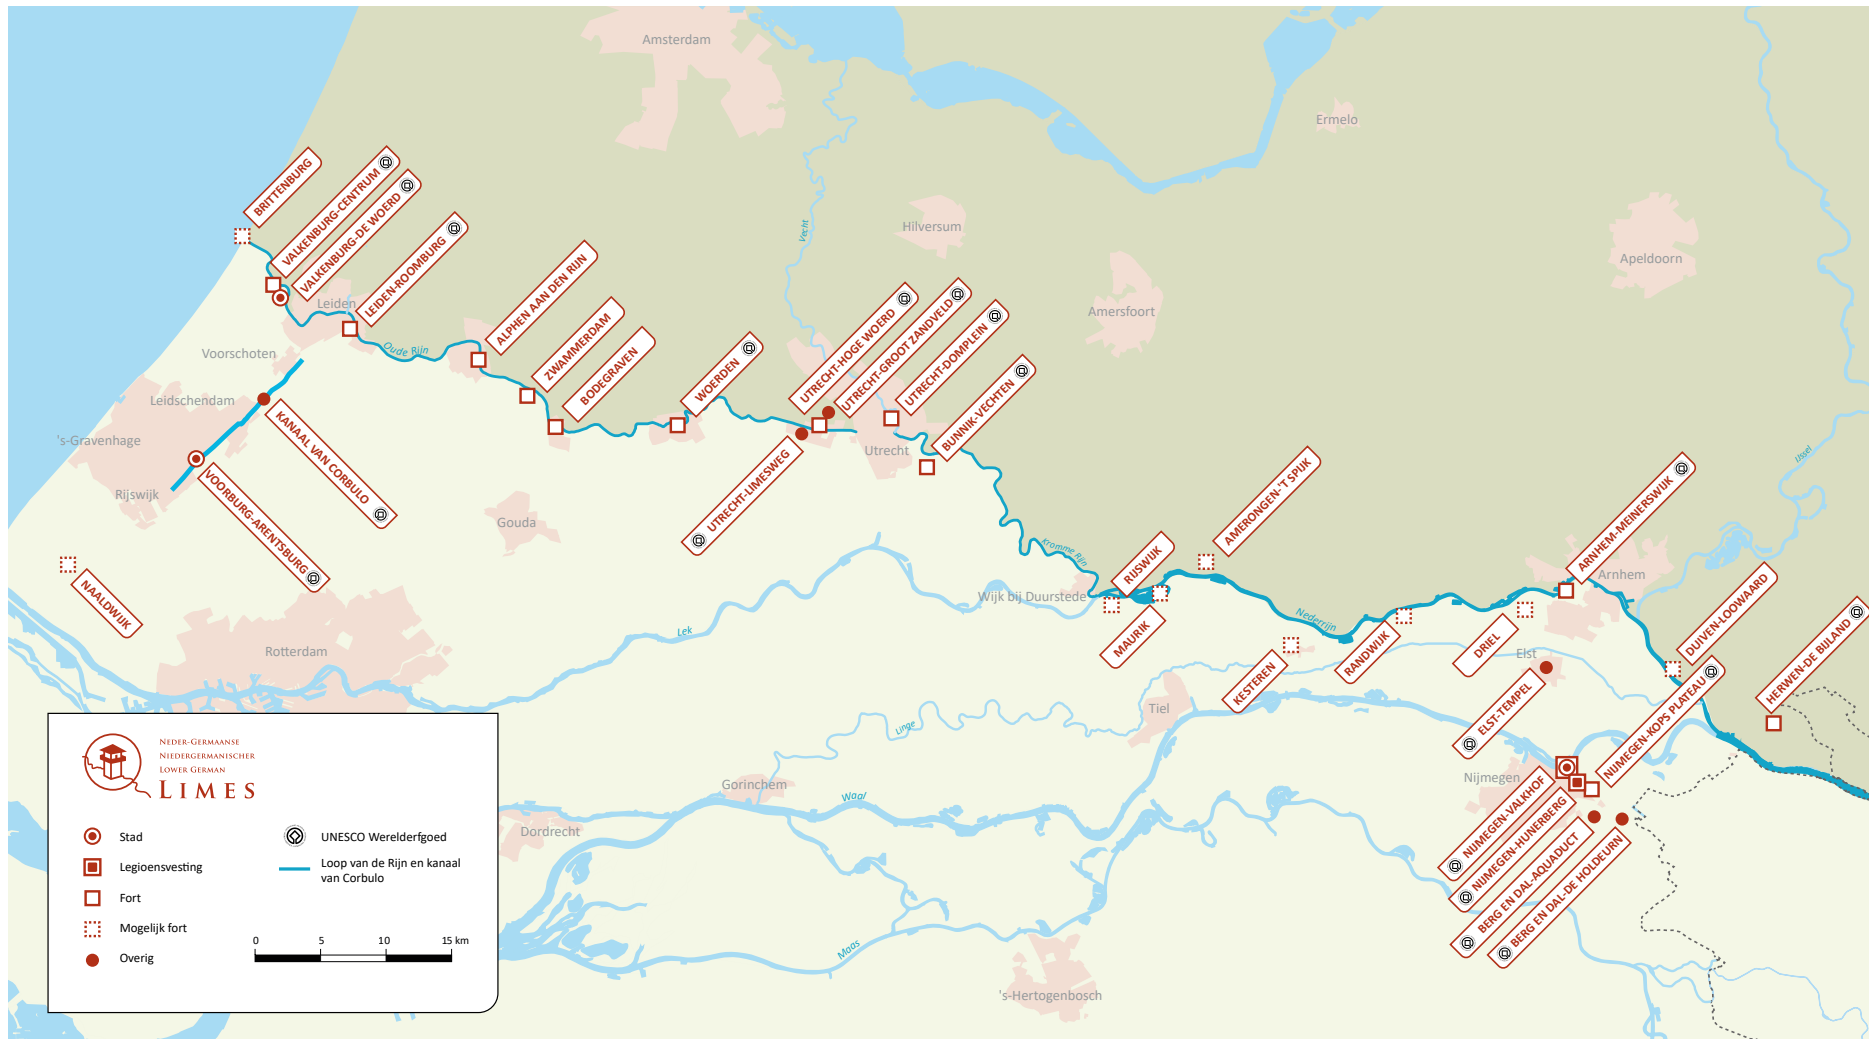 Amsterdam
Ermelo
BRITTENBURG
VALKENBURG-CENTRUM
VALKENBURG-DE WOERD
LEIDEN-ROOMBURG
Vecht
Hilversum
Apeldoorn
Leiden
Amersfoort
Oude Rijn
ALPHEN AAN DEN RIJN
ZWAMMERDAM
BODEGRAVEN
WOERDEN
UTRECHT-HOGE WOERD
UTRECHT-GROOT ZANDVELD
UTRECHT-DOMPLEIN
BUNNIK-VECHTEN
Voorschoten
Leidschendam
's-Gravenhage
Rijswijk
KANAAL VAN CORBULO
VOORBURG-ARENTSBURG
NAALDWIJK
Gouda
Utrecht
UTRECHT-LIMESWEG
IJssel
Kromme Rijn
Wijk bij Duurstede
RIJSWIJK
AMERONGEN-'T SPIJK
MAURIK
ARNHEM-MEINERSWIJK
Arnhem
DUIVEN-LOOWAARD
HERWEN-DE BIJLAND
Nederrijn
KESTEREN
RANDWIJK
DRIEL
Elst
ELST-TEMPEL
Lek
Rotterdam
Tiel
Linge
Gorinchem
Waal
Dordrecht
Maas
's-Hertogenbosch
Nijmegen
NIJMEGEN-KOPS PLATEAU
NIJMEGEN-VALKHOF
NIJMEGEN-HUNERBERG
BERG EN DAL-AQUADUCT
BERG EN DAL-DE HOLDEURN
NEDER-GERMAANSE
NIEDERGERMANISCHER
LOWER GERMAN
LIMES
Stad
Legioensvesting
Fort
Mogelijk fort
Overig
UNESCO Werelderfgoed
Loop van de Rijn en kanaal
van Corbulo
0 5 10 15 km